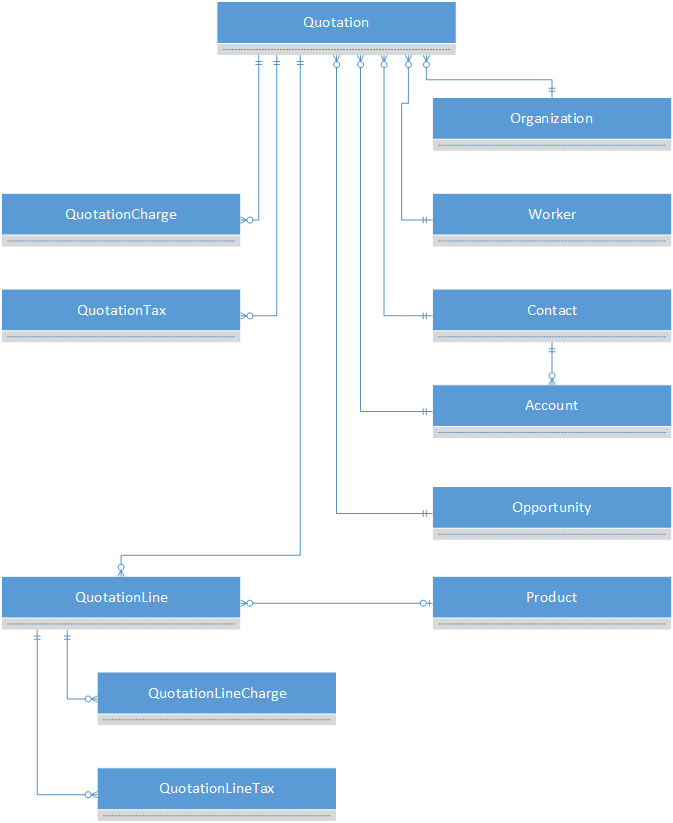 Quotation
Organization
QuotationCharge
Worker
QuotationTax
Contact
Account
Opportunity
QuotationLine
Product
QuotationLineCharge
QuotationLineTax